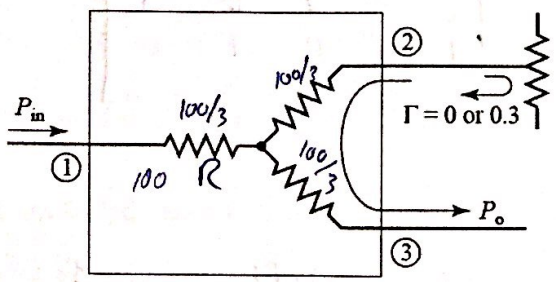 ②
100/3
P_in
100/3
Γ = 0 or 0.3
①
100
R
100/3
P_o
③